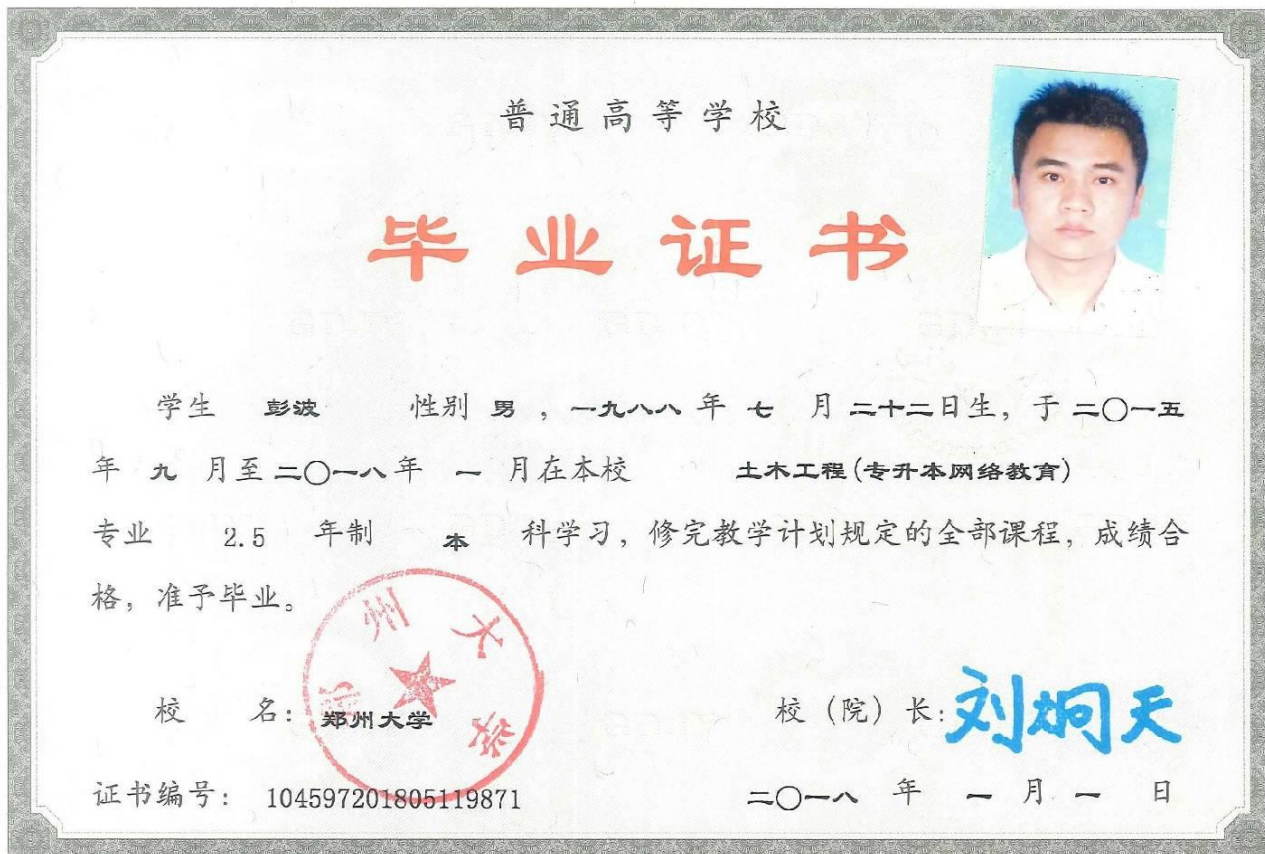 普通高等学校
毕业证书
学生 彭波 性别 男 ，一九八八 年 七 月 二十二日生，于 二〇一五
年 九 月至 二〇一八年 一 月在本校 土木工程(专升本网络教育)
专业 2.5 年制 本 科学习，修完教学计划规定的全部课程，成绩合
格，准予毕业。
郑州大学
校 名：郑州大学 校（院）长：刘炯天
证书编号： 104597201805119871 二〇一八 年 一 月 一 日